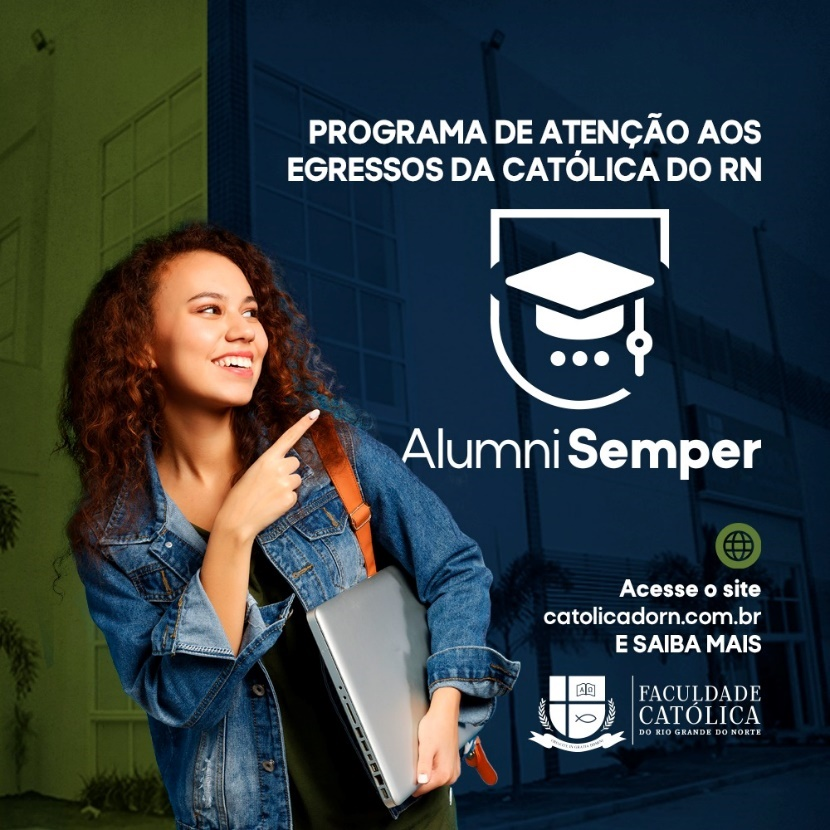 PROGRAMA DE ATENÇÃO AOS
EGRESSOS DA CATÓLICA DO RN
Alumni Semper
Acesse o site
catolicadorn.com.br
E SAIBA MAIS
FACULDADE
CATÓLICA
DO RIO GRANDE DO NORTE